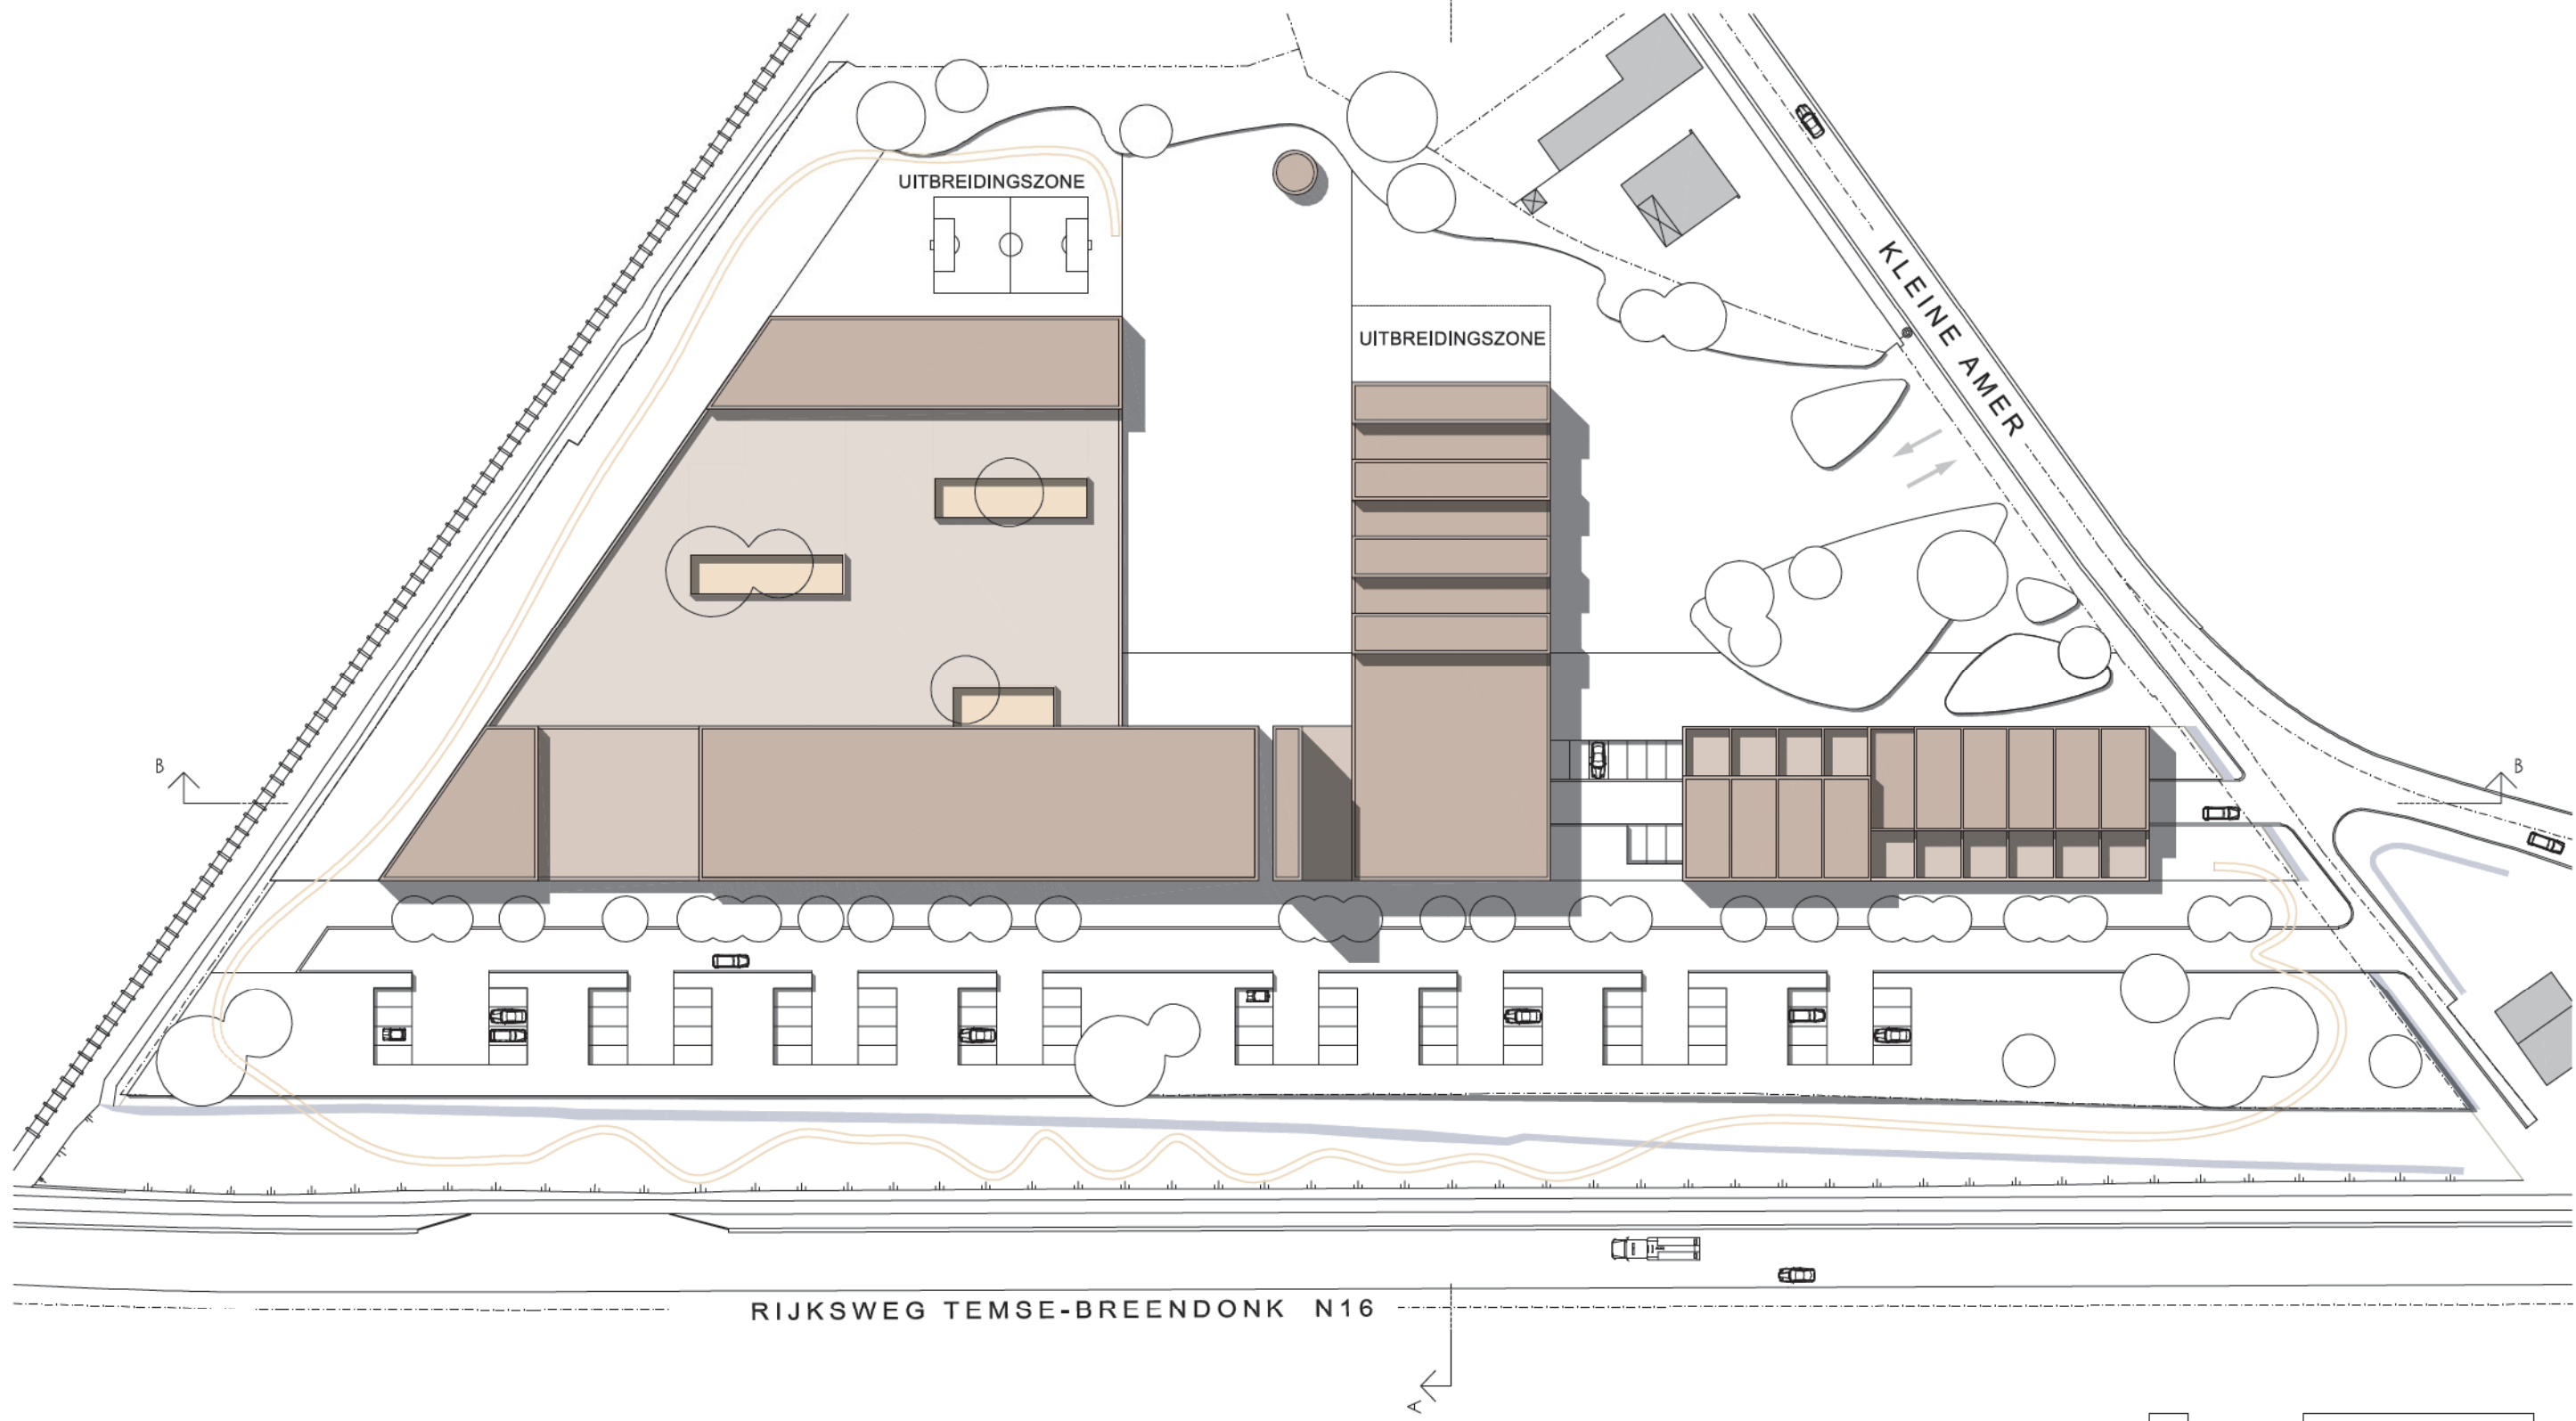 UITBREIDINGSZONE
UITBREIDINGSZONE
KLEINE AMER
B
B
RIJKSWEG TEMSE-BREENDONK N16
A